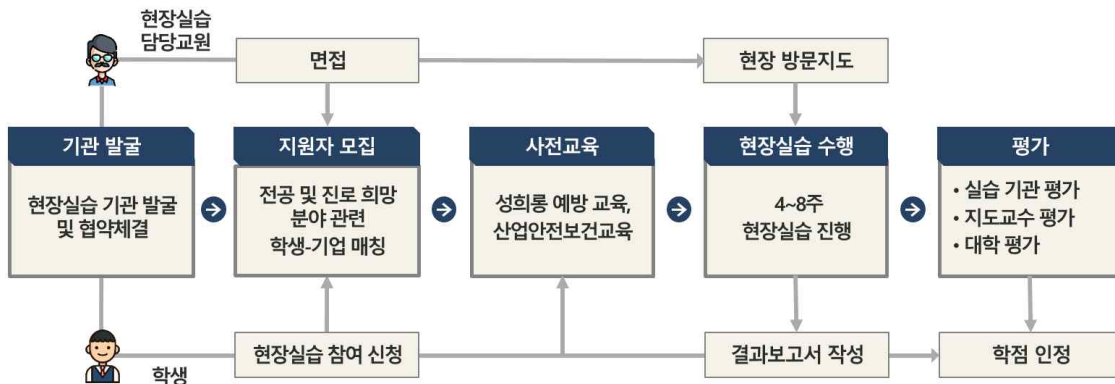 현장실습
담당교원
면접
현장 방문지도
기관 발굴
현장실습 기관 발굴
및 협약체결
지원자 모집
전공 및 진로 희망
분야 관련
학생-기업 매칭
사전교육
성희롱 예방 교육,
산업안전보건교육
현장실습 수행
4~8주
현장실습 진행
평가
• 실습 기관 평가
• 지도교수 평가
• 대학 평가
학생
현장실습 참여 신청
결과보고서 작성
학점 인정